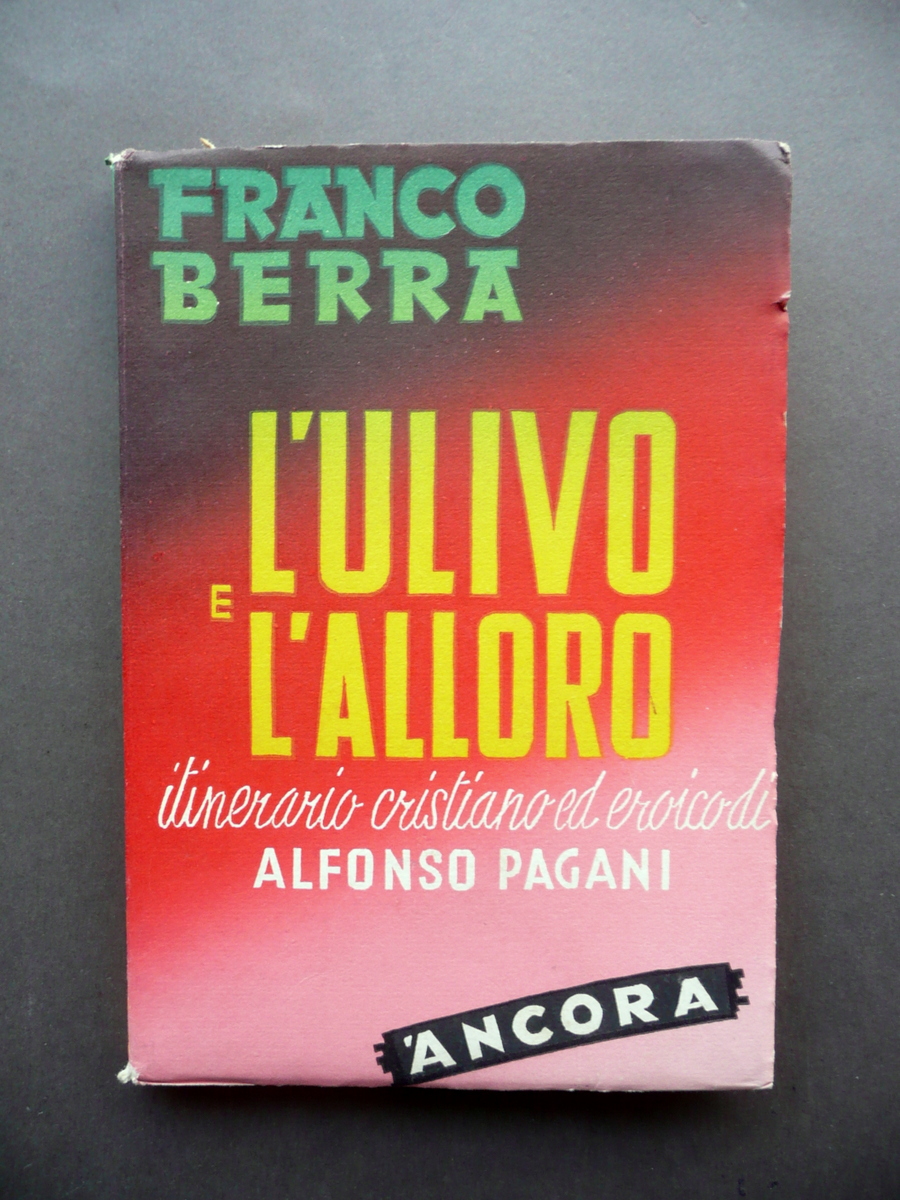 FRANCO
BERRA
L'ULIVO
E
L'ALLORO
itinerario cristiano ed eroico di
ALFONSO PAGANI
'ANCORA